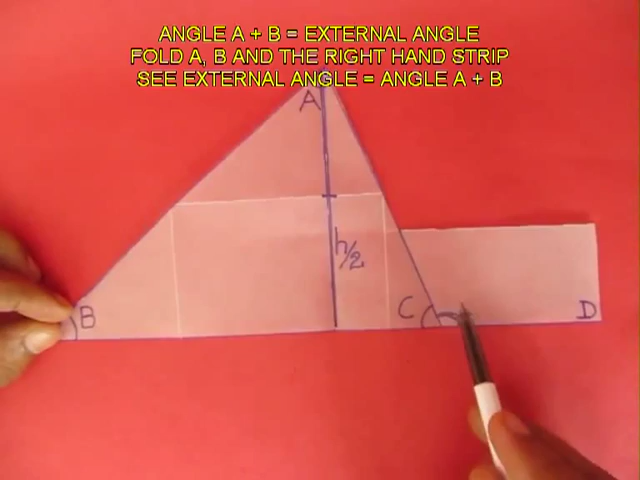 ANGLE A + B = EXTERNAL ANGLE
FOLD A, B AND THE RIGHT HAND STRIP
SEE EXTERNAL ANGLE = ANGLE A + B
A
h/2
B
C
D